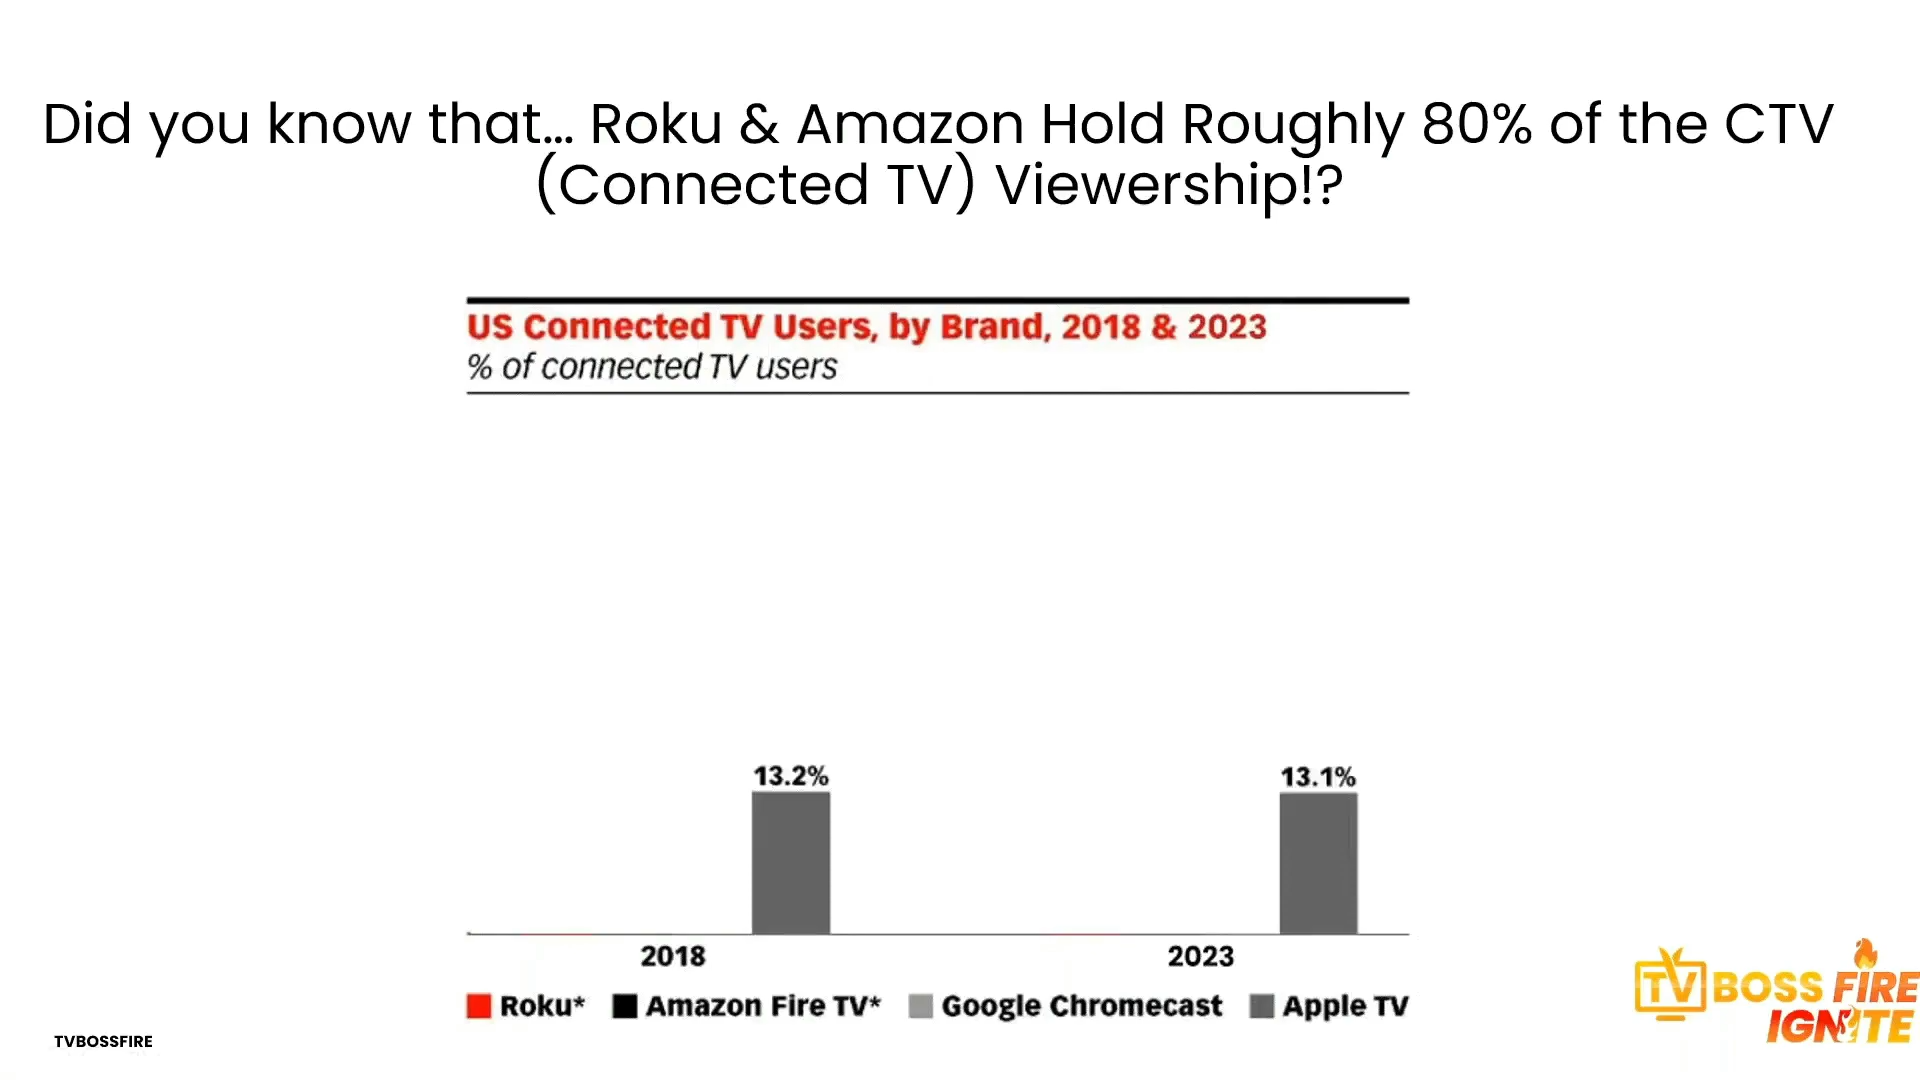 Did you know that... Roku & Amazon Hold Roughly 80% of the CTV
(Connected TV) Viewership!?
US Connected TV Users, by Brand, 2018 & 2023
% of connected TV users
13.2%
13.1%
2018
2023
Roku* Amazon Fire TV* Google Chromecast Apple TV
TV BOSS FIRE
IGNITE
TVBOSSFIRE